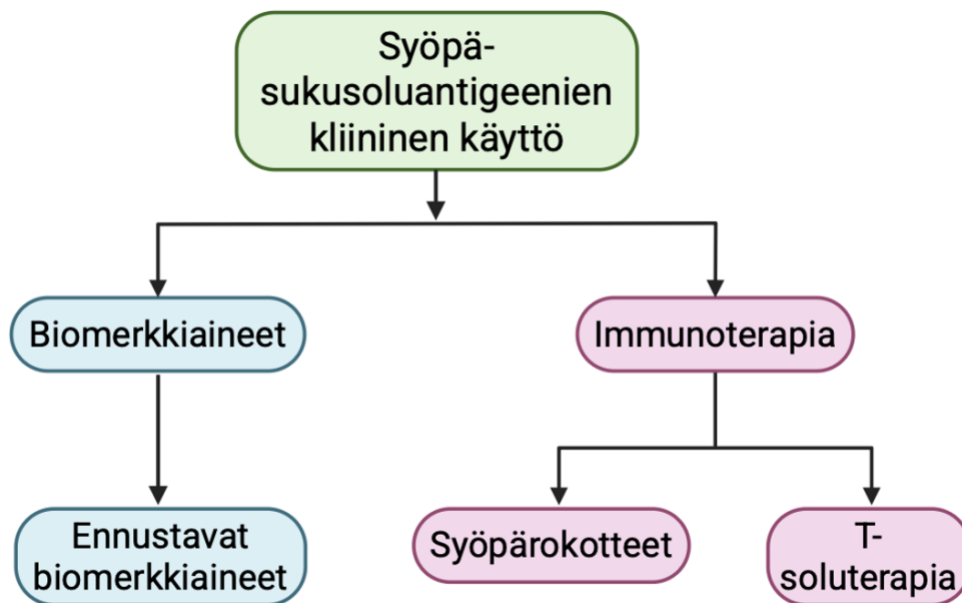 Syöpä-
sukusoluantigeenien
kliininen käyttö
Biomerkkiaineet
Immunoterapia
Ennustavat
biomerkkiaineet
Syöpärokotteet
T-
soluterapia